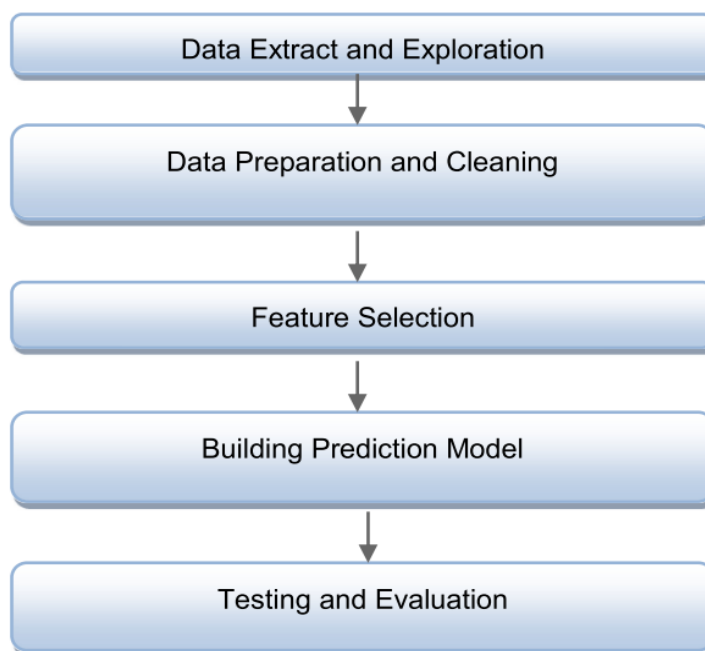 Data Extract and Exploration
Data Preparation and Cleaning
Feature Selection
Building Prediction Model
Testing and Evaluation